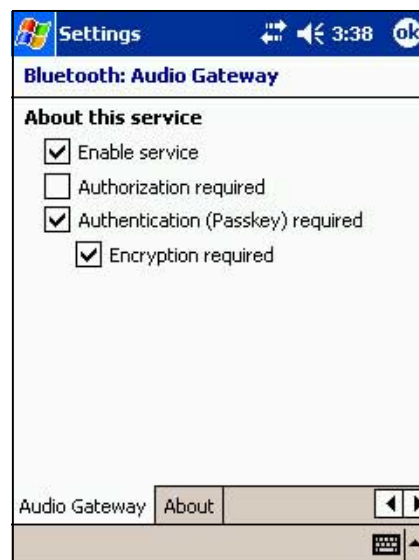 Settings 3:38 ok
Bluetooth: Audio Gateway
About this service
Enable service
Authorization required
Authentication (Passkey) required
Encryption required
Audio Gateway About